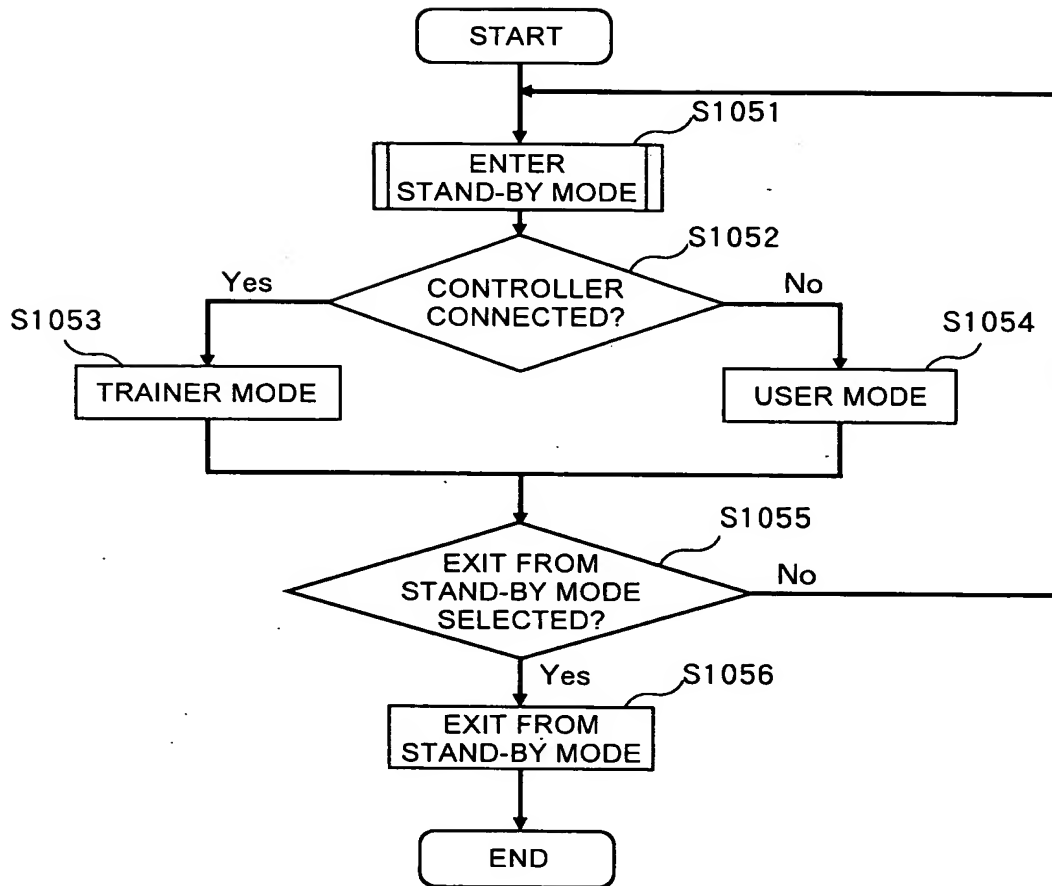 START
S1051
ENTER
STAND-BY MODE
S1052
Yes
CONTROLLER
CONNECTED?
No
S1053
S1054
TRAINER MODE
USER MODE
S1055
EXIT FROM
STAND-BY MODE
SELECTED?
No
Yes
S1056
EXIT FROM
STAND-BY MODE
END